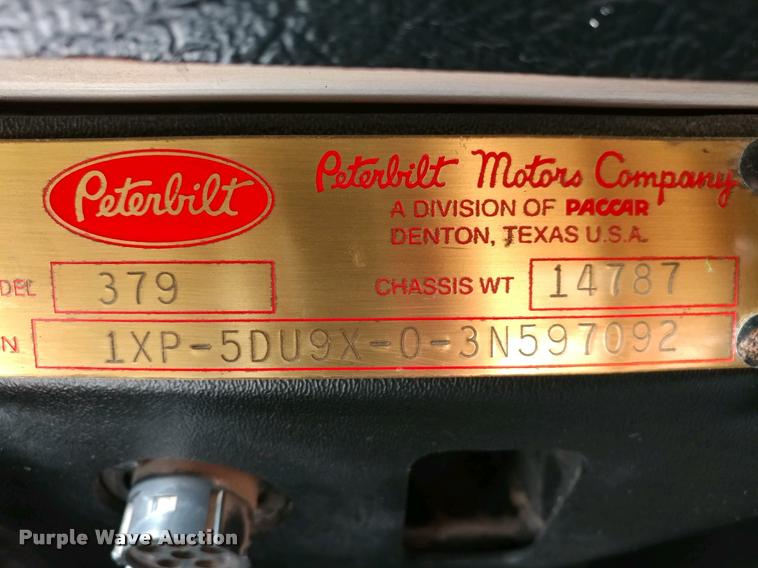 Peterbilt
Peterbilt Motors Company
A DIVISION OF PACCAR
DENTON, TEXAS U.S.A.
DEL 379 CHASSIS WT 14787
N 1XP-5DU9X-0-3N597092
Purple Wave Auction